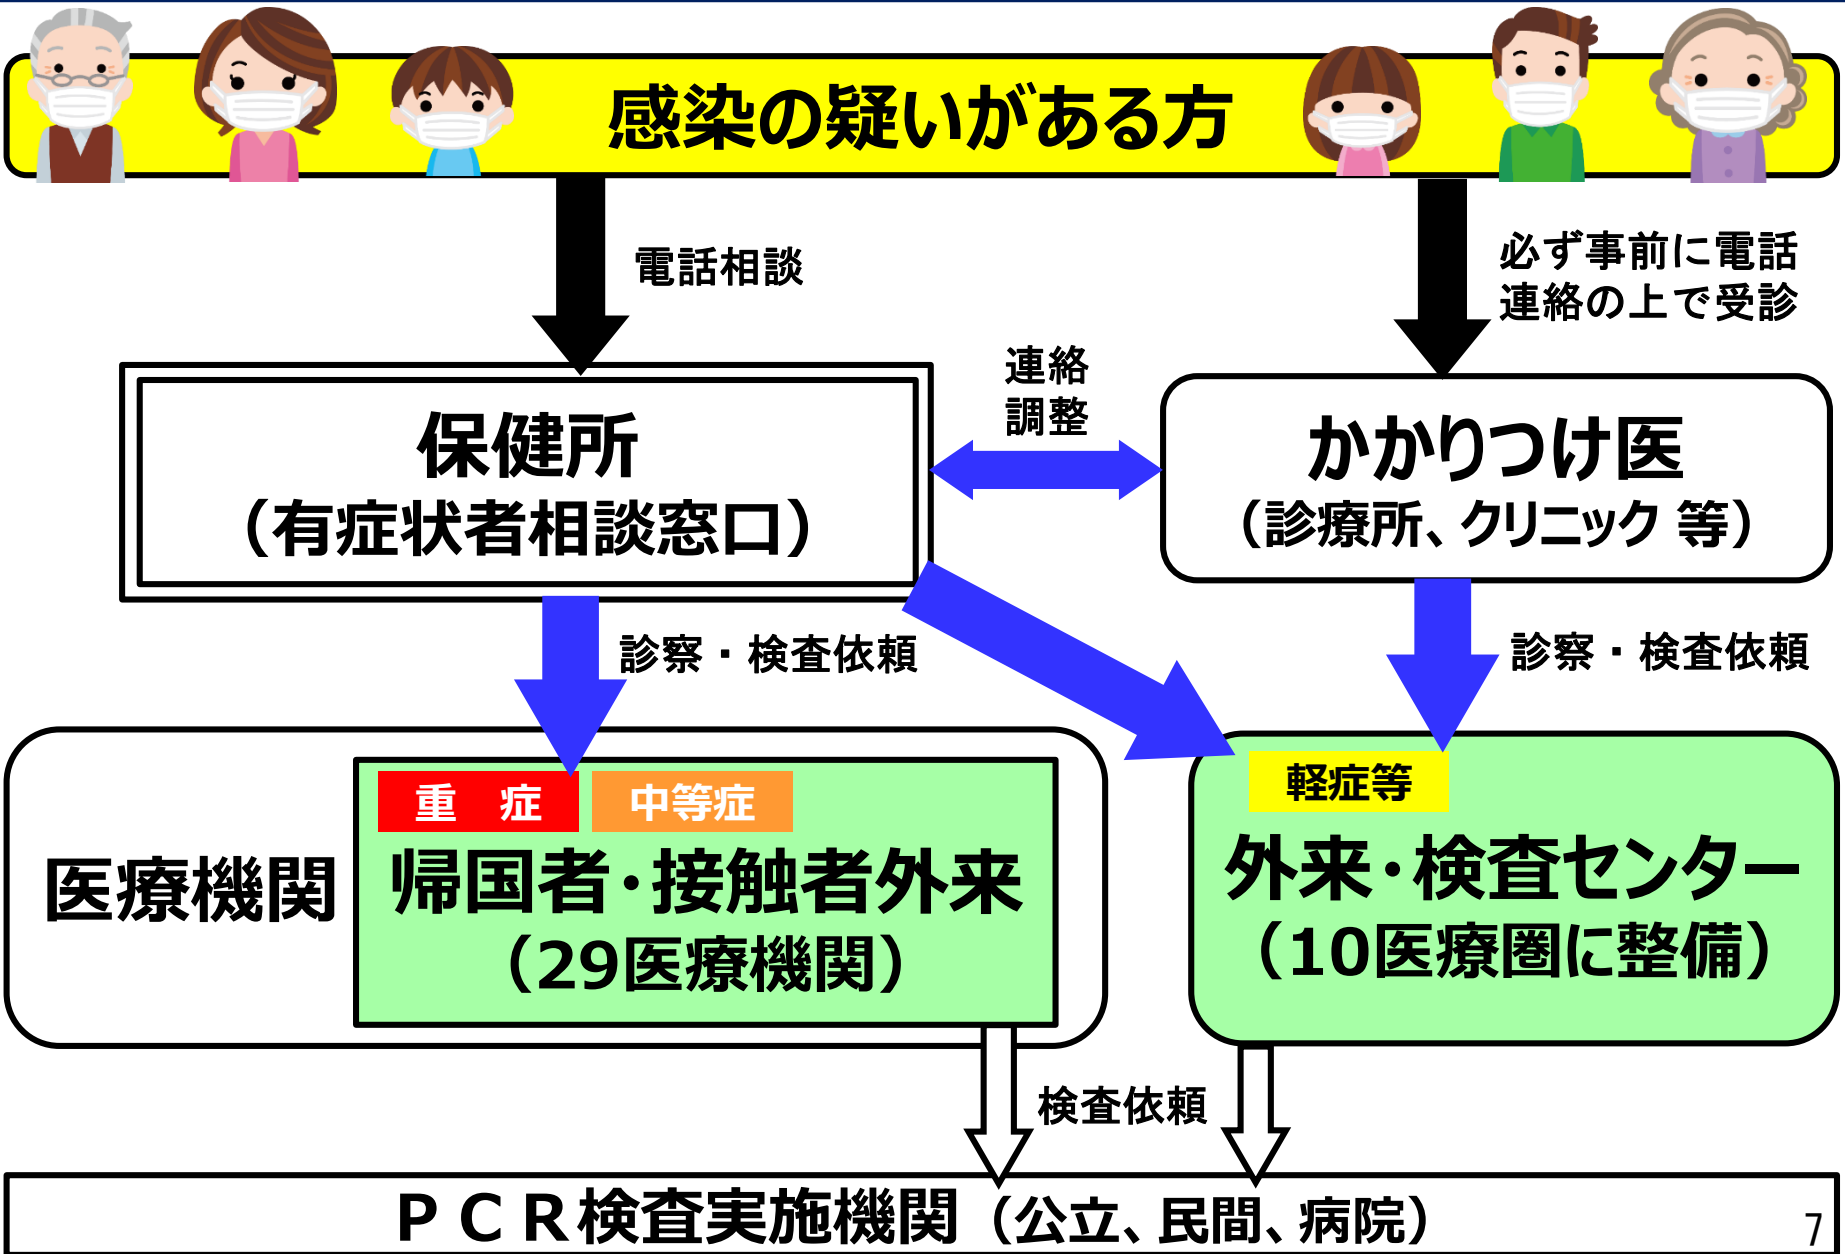 感染の疑いがある方
電話相談
必ず事前に電話
連絡の上で受診
連絡
調整
保健所
（有症状者相談窓口）
かかりつけ医
（診療所、クリニック 等）
診察・検査依頼
診察・検査依頼
医療機関
重　症
中等症
帰国者・接触者外来
（29医療機関）
軽症等
外来・検査センター
（10医療圏に整備）
検査依頼
ＰＣＲ検査実施機関（公立、民間、病院）
7